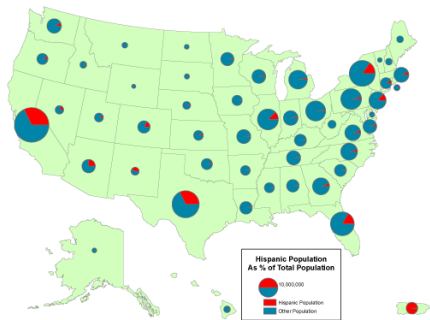 Hispanic Population
As % of Total Population
10,000,000
Hispanic Population
Other Population